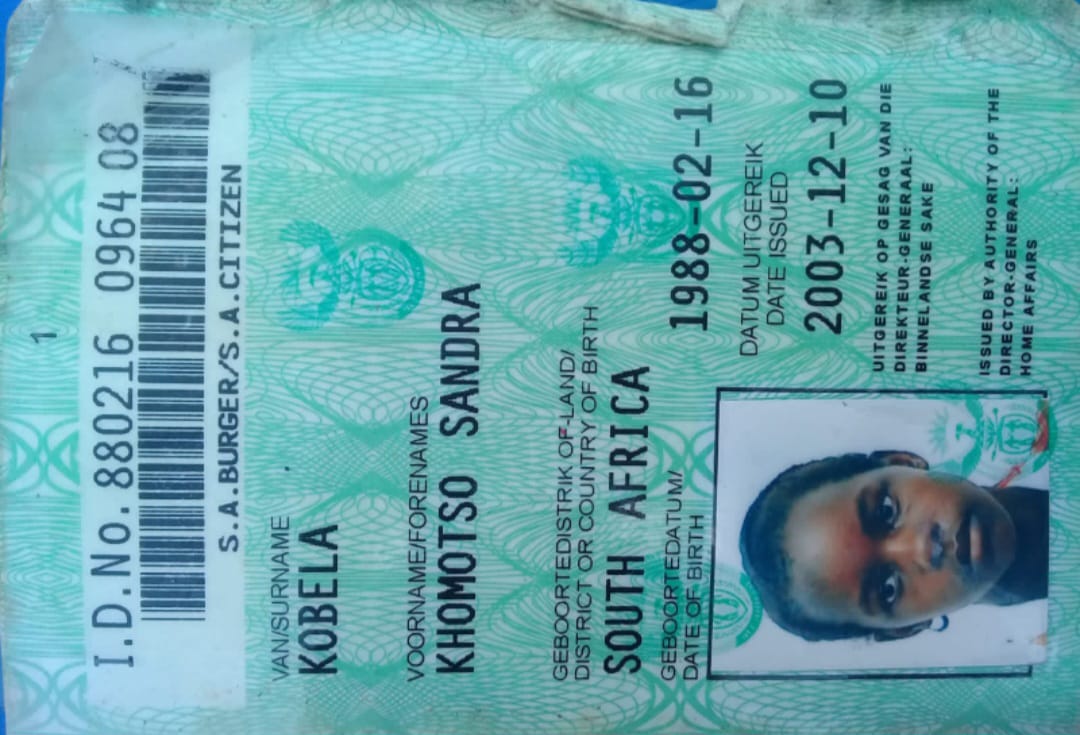 1
I.D.No. 880216 0964 08
S.A.BURGER/S.A.CITIZEN
VAN/SURNAME
KOBELA
VOORNAME/FORENAMES
KHOMOTSO SANDRA
GEBOORTEDISTRIK OF-LAND/
DISTRICT OR COUNTRY OF BIRTH
SOUTH AFRICA
GEBOORTEDATUM/
DATE OF BIRTH
1988-02-16
DATUM UITGEREIK
DATE ISSUED
2003-12-10
UITGEREIK OP GESAG VAN DIE
DIREKTEUR-GENERAAL:
BINNELANDSE SAKE
ISSUED BY AUTHORITY OF THE
DIRECTOR-GENERAL:
HOME AFFAIRS